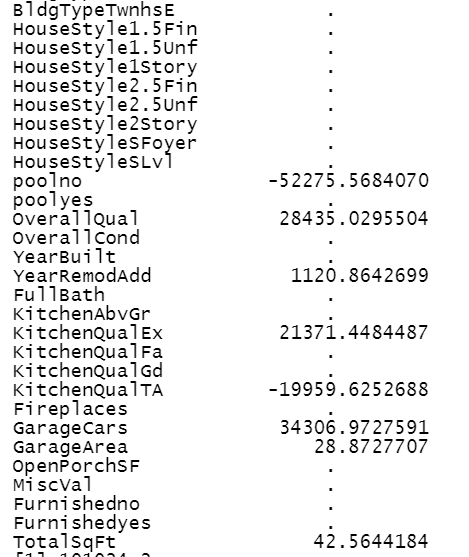 BldgTypeTwnhsE .
HouseStyle1.5Fin .
HouseStyle1.5Unf .
HouseStyle1Story .
HouseStyle2.5Fin .
HouseStyle2.5Unf .
HouseStyle2Story .
HouseStyleSFoyer .
HouseStyleSLvl .
poolno -52275.5684070
poolyes .
OverallQual 28435.0295504
OverallCond .
YearBuilt .
YearRemodAdd 1120.8642699
FullBath .
KitchenAbvGr .
KitchenQualEx 21371.4484487
KitchenQualFa .
KitchenQualGd .
KitchenQualTA -19959.6252688
Fireplaces .
GarageCars 34306.9727591
GarageArea 28.8727707
OpenPorchSF .
MiscVal .
Furnishedno .
Furnishedyes .
TotalSqFt 42.5644184